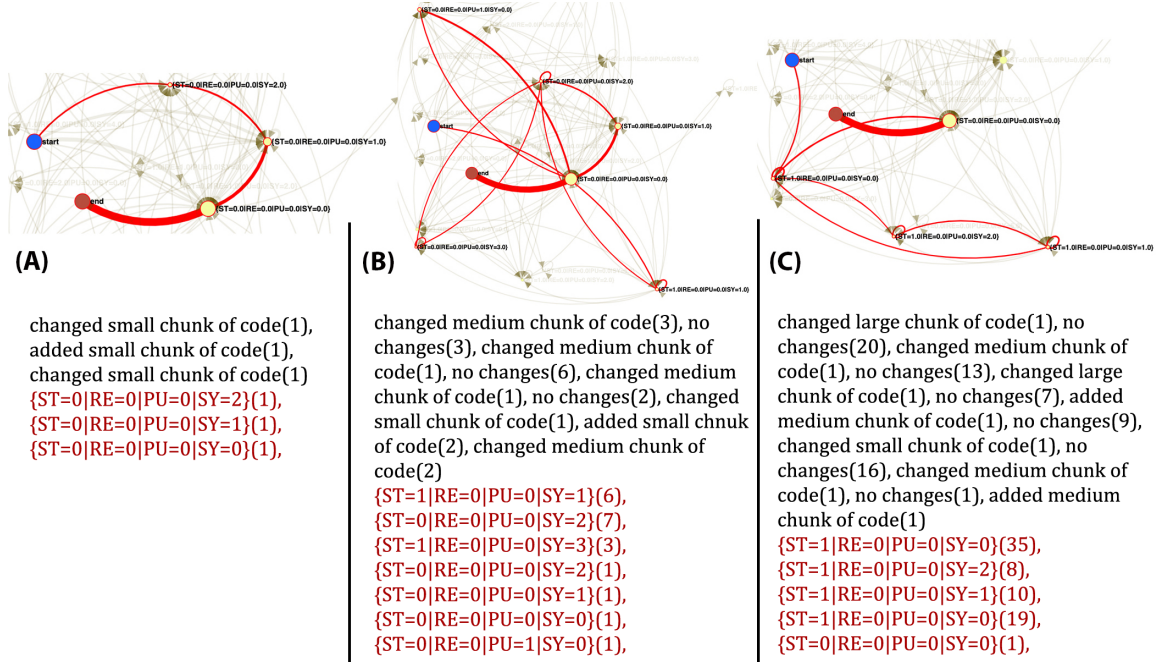 start
{ST=0.0|RE=0.0|PU=0.0|SY=2.0}
{ST=0.0|RE=0.0|PU=0.0|SY=1.0}
end
{ST=0.0|RE=0.0|PU=0.0|SY=0.0}
(A)
changed small chunk of code(1),
added small chunk of code(1),
changed small chunk of code(1)
{ST=0|RE=0|PU=0|SY=2}(1),
{ST=0|RE=0|PU=0|SY=1}(1),
{ST=0|RE=0|PU=0|SY=0}(1),
{ST=0.0|RE=0.0|PU=1.0|SY=0.0}
{ST=0.0|RE=0.0|PU=0.0|SY=2.0}
start
{ST=0.0|RE=0.0|PU=0.0|SY=1.0}
end
{ST=0.0|RE=0.0|PU=0.0|SY=0.0}
{ST=0.0|RE=0.0|PU=0.0|SY=3.0}
{ST=1.0|RE=0.0|PU=0.0|SY=1.0}
(B)
changed medium chunk of code(3), no
changes(3), changed medium chunk of
code(1), no changes(6), changed medium
chunk of code(1), no changes(2), changed
small chunk of code(1), added small chnuk
of code(2), changed medium chunk of
code(2)
{ST=1|RE=0|PU=0|SY=1}(6),
{ST=0|RE=0|PU=0|SY=2}(7),
{ST=1|RE=0|PU=0|SY=3}(3),
{ST=0|RE=0|PU=0|SY=2}(1),
{ST=0|RE=0|PU=0|SY=1}(1),
{ST=0|RE=0|PU=0|SY=0}(1),
{ST=0|RE=0|PU=1|SY=0}(1),
start
end
{ST=0.0|RE=0.0|PU=0.0|SY=0.0}
{ST=1.0|RE=0.0|PU=0.0|SY=0.0}
{ST=1.0|RE=0.0|PU=0.0|SY=2.0}
{ST=1.0|RE=0.0|PU=0.0|SY=1.0}
(C)
changed large chunk of code(1), no
changes(20), changed medium chunk of
code(1), no changes(13), changed large
chunk of code(1), no changes(7), added
medium chunk of code(1), no changes(9),
changed small chunk of code(1), no
changes(16), changed medium chunk of
code(1), no changes(1), added medium
chunk of code(1)
{ST=1|RE=0|PU=0|SY=0}(35),
{ST=1|RE=0|PU=0|SY=2}(8),
{ST=1|RE=0|PU=0|SY=1}(10),
{ST=1|RE=0|PU=0|SY=0}(19),
{ST=0|RE=0|PU=0|SY=0}(1),